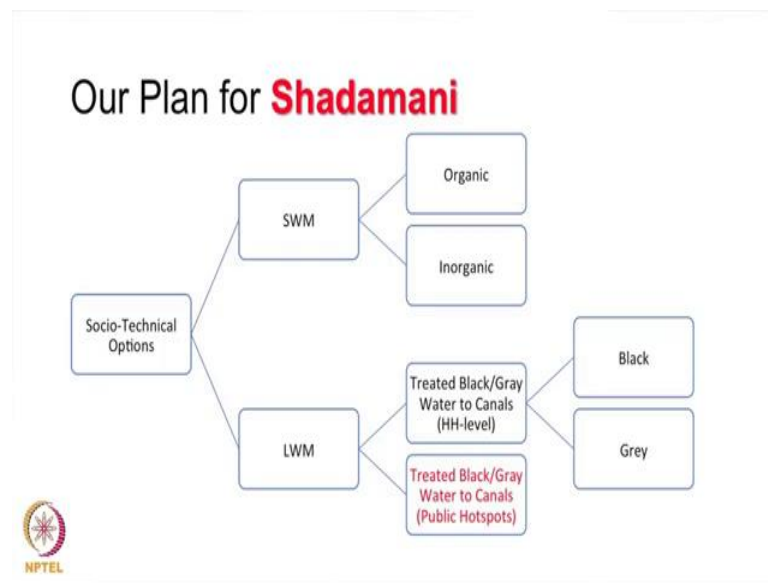 Our Plan for Shadamani
Organic
SWM
Inorganic
Socio-Technical
Options
Treated Black/Gray
Water to Canals
(HH-level)
Black
Grey
LWM
Treated Black/Gray
Water to Canals
(Public Hotspots)
NPTEL